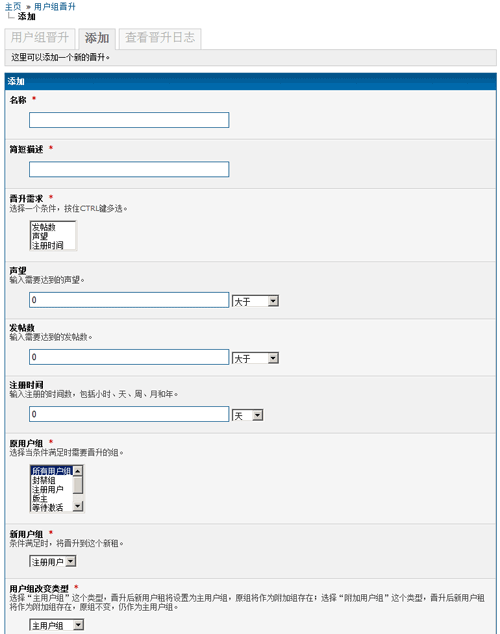 主页 » 用户组晋升
添加
用户组晋升 添加 查看晋升日志
这里可以添加一个新的晋升。
添加
名称 *
简短描述 *
晋升需求 *
选择一个条件，按住CTRL键多选。
发帖数
声望
注册时间
声望
输入需要达到的声望。
0 大于
发帖数
输入需要达到的发帖数。
0 大于
注册时间
输入注册的时间数，包括小时、天、周、月和年。
0 天
原用户组 *
选择当条件满足时需要晋升的组。
所有用户组
封禁组
注册用户
版主
等待激活
新用户组 *
条件满足时，将晋升到这个新租。
注册用户
用户组改变类型 *
选择“主用户组”这个类型，晋升后新用户租将设置为主用户组，原组将作为附加组存在；选择“附加用户组”这个类型，晋升后新用户租
将作为附加组存在，原组不变，仍作为主用户组。
主用户组